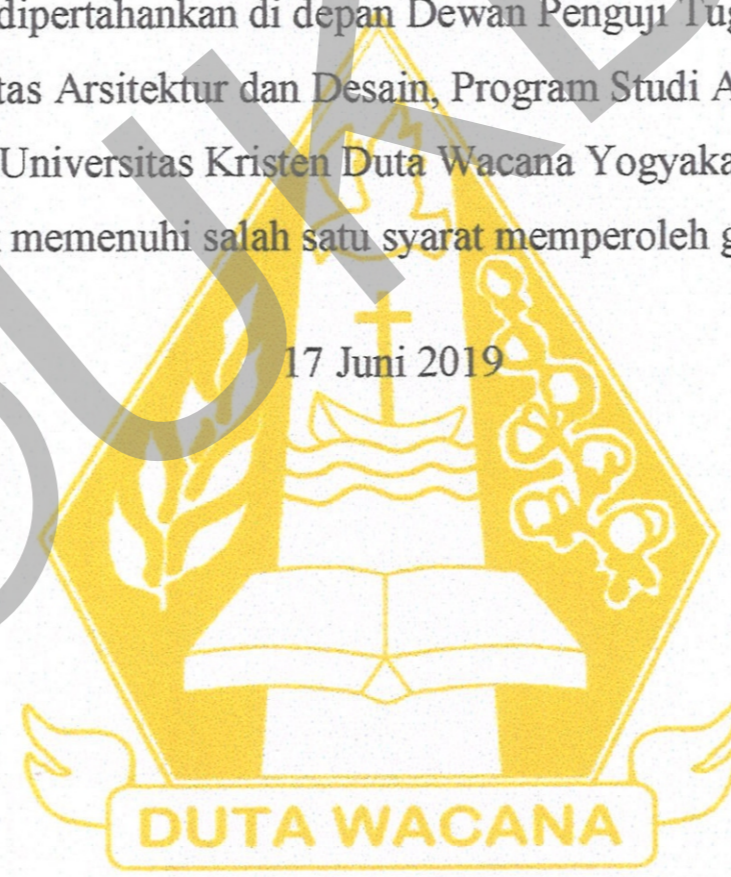 dipertahankan di depan Dewan Penguji Tug
tas Arsitektur dan Desain, Program Studi A
Universitas Kristen Duta Wacana Yogyaka
memenuhi salah satu syarat memperoleh g
17 Juni 2019
DUTA WACANA